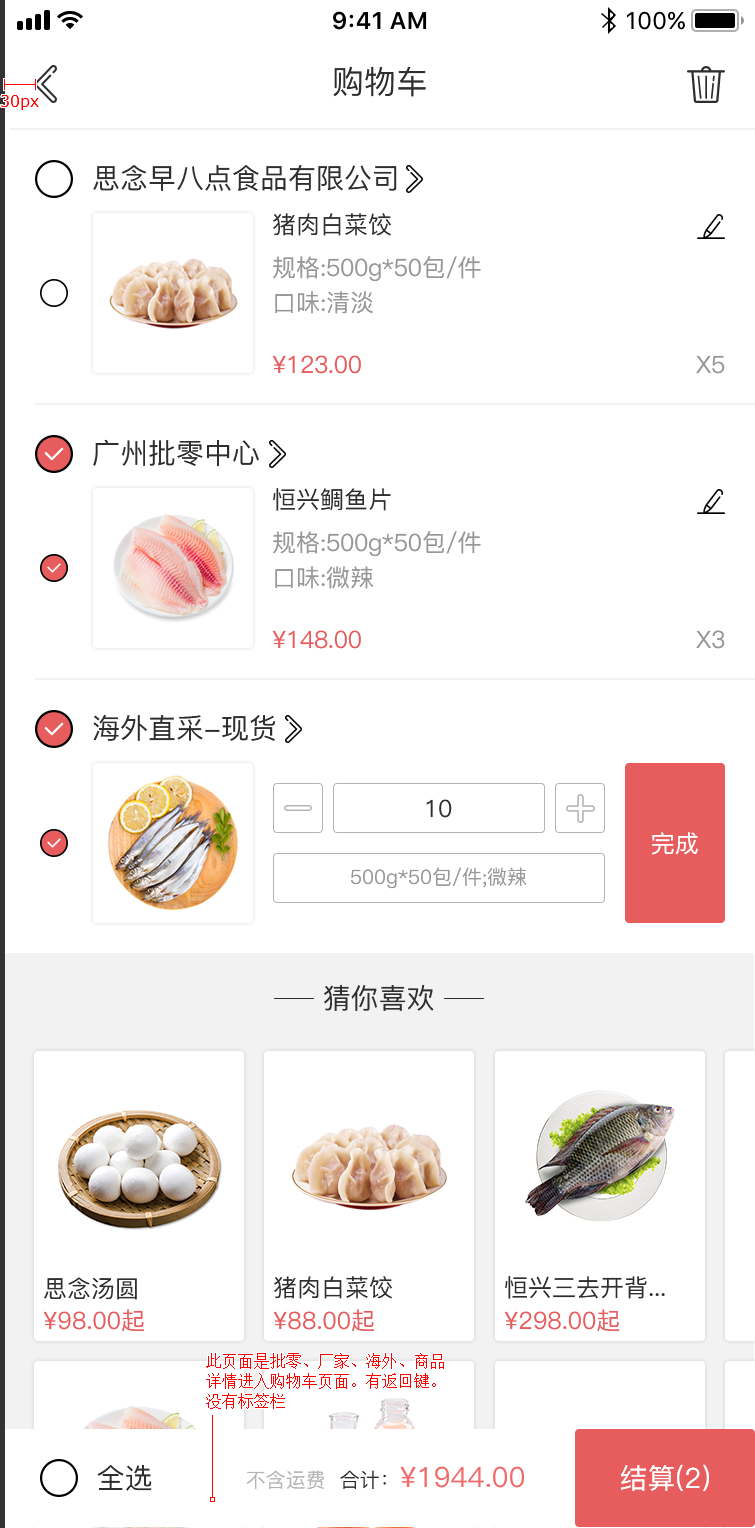 9:41 AM
100%
购物车
30px
思念早八点食品有限公司
猪肉白菜饺
规格:500g*50包/件
口味:清淡
¥123.00
X5
广州批零中心
恒兴鲷鱼片
规格:500g*50包/件
口味:微辣
¥148.00
X3
海外直采-现货
10
完成
500g*50包/件;微辣
猜你喜欢
思念汤圆
¥98.00起
猪肉白菜饺
¥88.00起
恒兴三去开背...
¥298.00起
此页面是批零、厂家、海外、商品
详情进入购物车页面。有返回键。
没有标签栏
全选
不含运费
合计：
¥1944.00
结算(2)